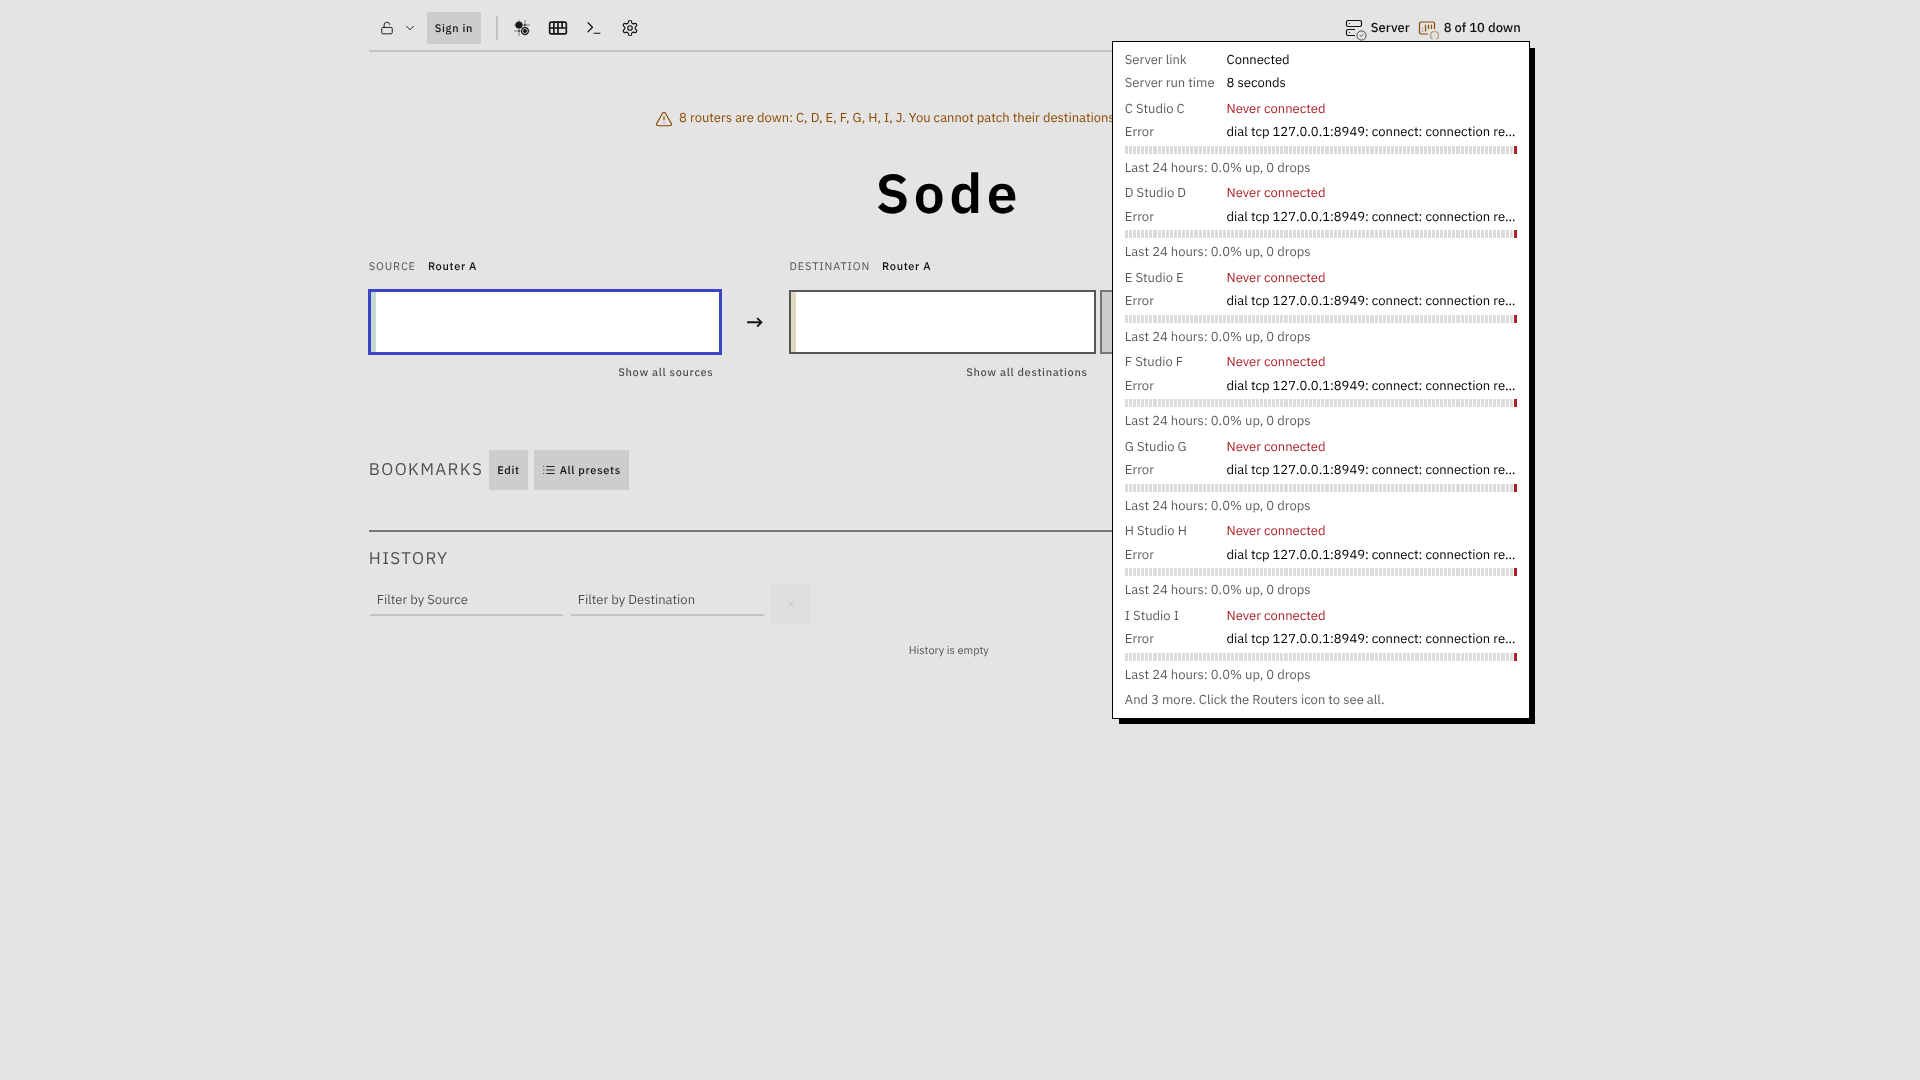 Sign in
Server
8 of 10 down
8 routers are down: C, D, E, F, G, H, I, J. You cannot patch their destinations
Sode
SOURCE Router A
DESTINATION Router A
Show all sources
Show all destinations
BOOKMARKS
Edit
All presets
HISTORY
Filter by Source
Filter by Destination
History is empty
Server link Connected
Server run time 8 seconds
C Studio C Never connected
Error dial tcp 127.0.0.1:8949: connect: connection re...
Last 24 hours: 0.0% up, 0 drops
D Studio D Never connected
Error dial tcp 127.0.0.1:8949: connect: connection re...
Last 24 hours: 0.0% up, 0 drops
E Studio E Never connected
Error dial tcp 127.0.0.1:8949: connect: connection re...
Last 24 hours: 0.0% up, 0 drops
F Studio F Never connected
Error dial tcp 127.0.0.1:8949: connect: connection re...
Last 24 hours: 0.0% up, 0 drops
G Studio G Never connected
Error dial tcp 127.0.0.1:8949: connect: connection re...
Last 24 hours: 0.0% up, 0 drops
H Studio H Never connected
Error dial tcp 127.0.0.1:8949: connect: connection re...
Last 24 hours: 0.0% up, 0 drops
I Studio I Never connected
Error dial tcp 127.0.0.1:8949: connect: connection re...
Last 24 hours: 0.0% up, 0 drops
And 3 more. Click the Routers icon to see all.